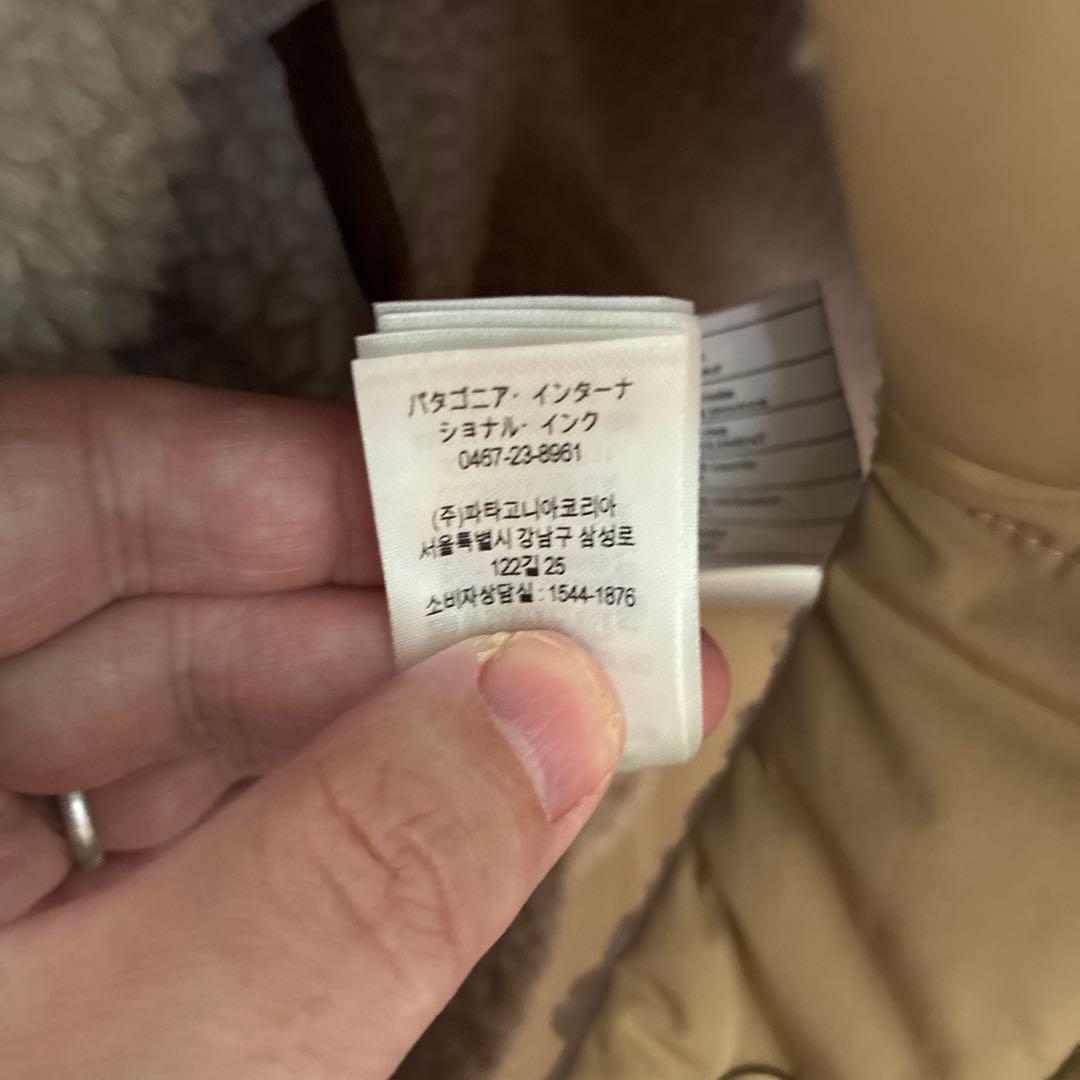 パタゴニア・インターナ
ショナル・インク
0467-23-8961
(주)파타고니아코리아
서울특별시 강남구 삼성로
122길 25
소비자상담실 : 1544-1876